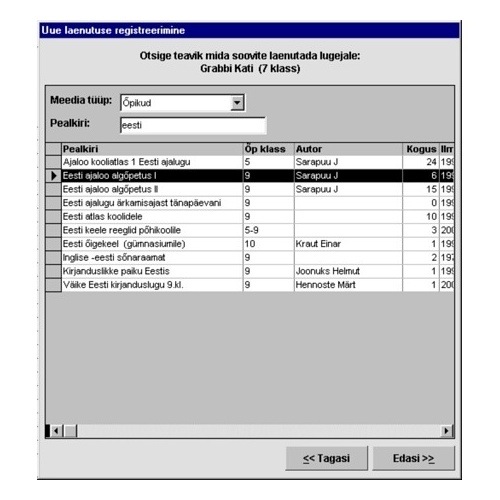 Uue laenutuse registreerimine
Otsige teavik mida soovite laenutada lugejale:
Grabbi Kati (7 klass)
Meedia tüüp: Õpikud
Pealkiri: eesti
Pealkiri Õp klass Autor Kogus Ilm
Ajaloo kooliatlas 1 Eesti ajalugu 5 Sarapuu J 24 199
Eesti ajaloo algõpetus I 9 Sarapuu J 6 199
Eesti ajaloo algõpetus II 9 Sarapuu J 15 199
Eesti ajalugu ärkamisajast tänapäevani 9 0 199
Eesti atlas koolidele 9 10 199
Eesti keele reeglid põhikoolile 5-9 3 200
Eesti õigekeel (gümnasiumile) 10 Kraut Einar 1 199
Inglise -eesti sõnaraamat 9 2 197
Kirjanduslikke paiku Eestis 9 Joonuks Helmut 1 199
Väike Eesti kirjanduslugu 9.kl. 9 Hennoste Märt 1 200
<< Tagasi Edasi >>